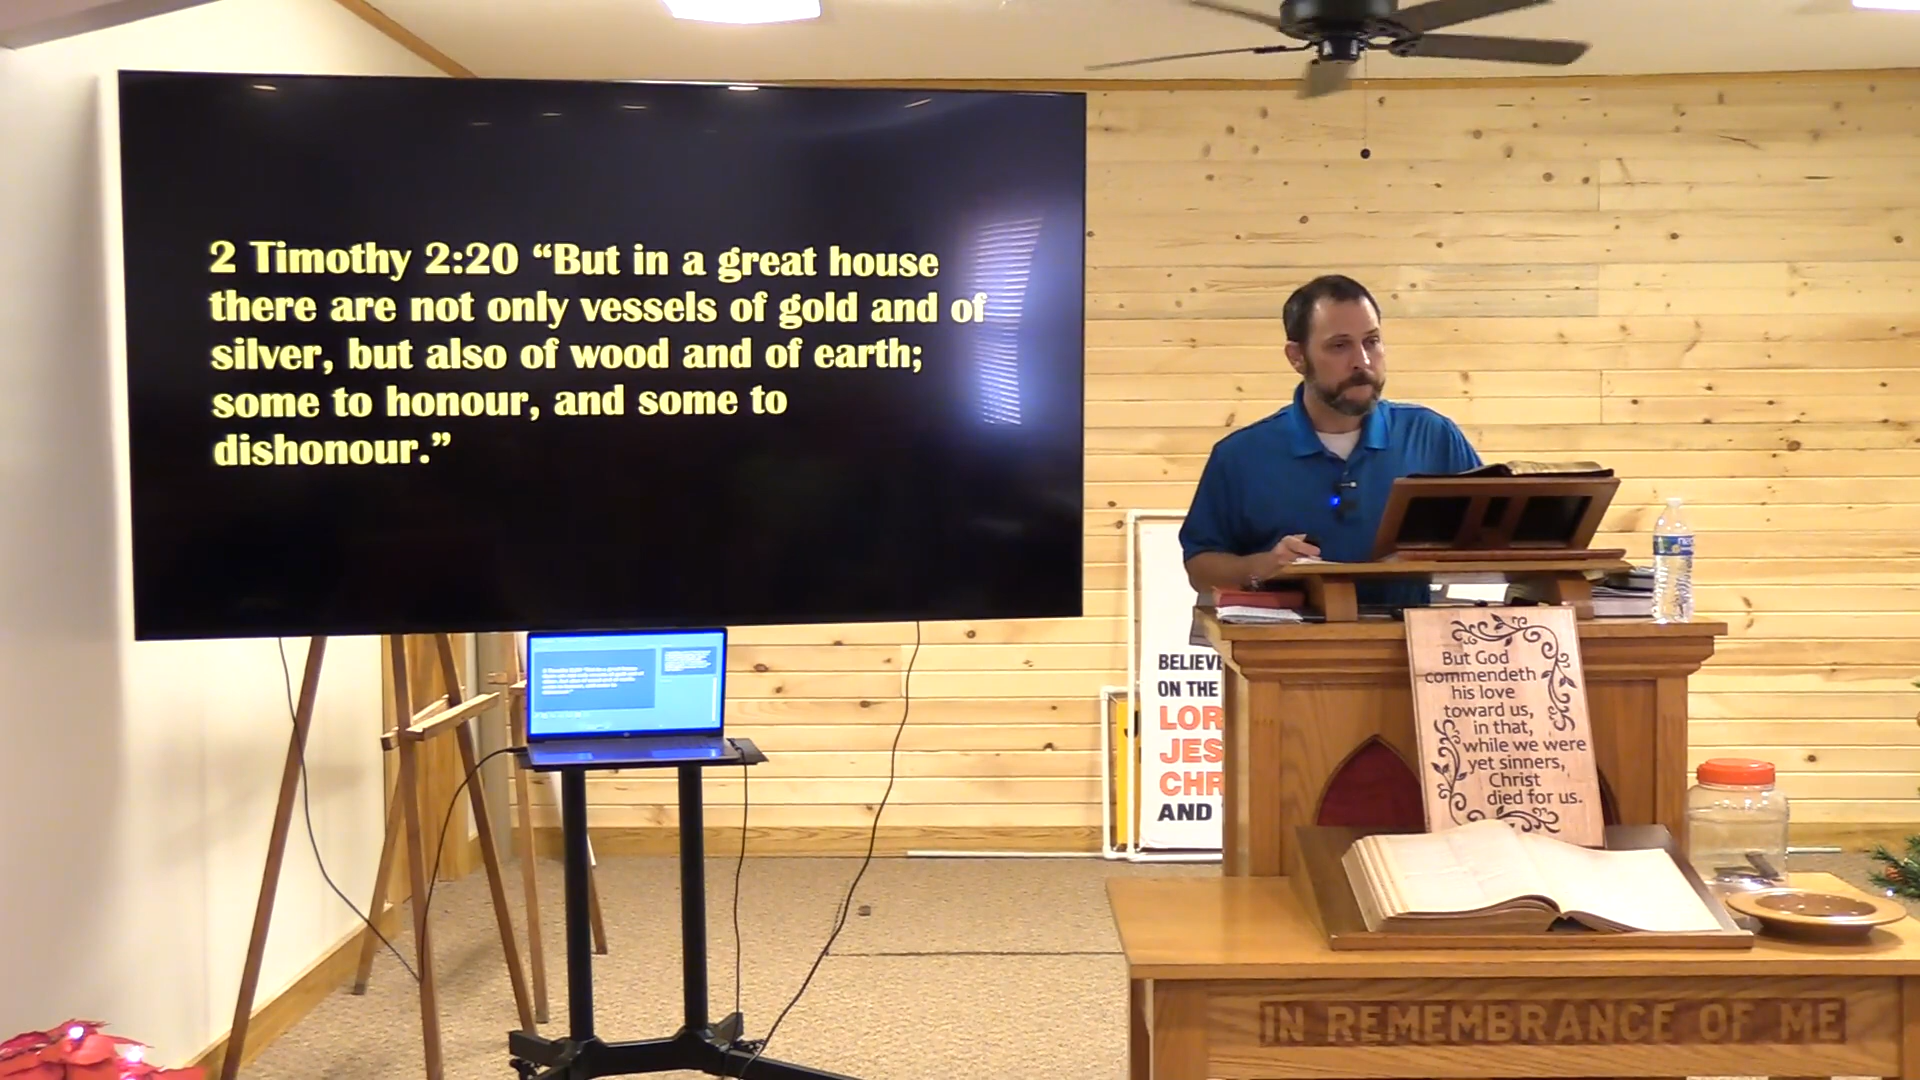 2 Timothy 2:20 “But in a great house
there are not only vessels of gold and of
silver, but also of wood and of earth;
some to honour, and some to
dishonour.”
BELIEVE
ON THE
LOR
JES
CHR
AND
But God
commendeth
his love
toward us,
in that,
while we were
yet sinners,
Christ
died for us.
IN REMEMBRANCE OF ME